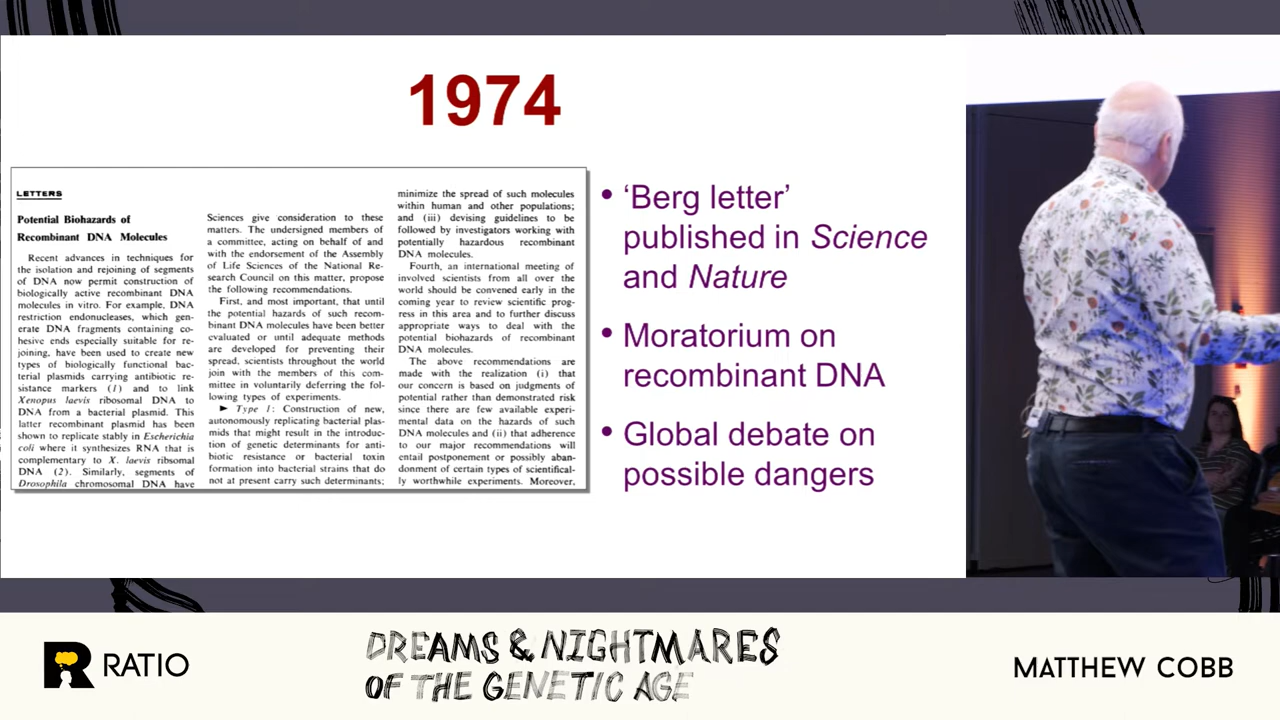 1974
LETTERS
Potential Biohazards of
Recombinant DNA Molecules
Recent advances in techniques for
the isolation and rejoining of segments
of DNA now permit construction of
biologically active recombinant DNA
molecules in vitro. For example, DNA
restriction endonucleases, which gen-
erate DNA fragments containing co-
hesive ends especially suitable for re-
joining, have been used to create new
types of biologically functional bac-
terial plasmids carrying antibiotic re-
sistance markers (1) and to link
Xenopus laevis ribosomal DNA to
DNA from a bacterial plasmid. This
latter recombinant plasmid has been
shown to replicate stably in Escherichia
coli where it synthesizes RNA that is
complementary to X. laevis ribosomal
DNA (2). Similarly, segments of
Drosophila chromosomal DNA have
Sciences give consideration to these
matters. The undersigned members of
a committee, acting on behalf of and
with the endorsement of the Assembly
of Life Sciences of the National Re-
search Council on this matter, propose
the following recommendations.
First, and most important, that until
the potential hazards of such recom-
binant DNA molecules have been better
evaluated or until adequate methods
are developed for preventing their
spread, scientists throughout the world
join with the members of this com-
mittee in voluntarily deferring the fol-
lowing types of experiments.
► Type 1: Construction of new,
autonomously replicating bacterial plas-
mids that might result in the introduc-
tion of genetic determinants for anti-
biotic resistance or bacterial toxin
formation into bacterial strains that do
not at present carry such determinants;
minimize the spread of such molecules
within human and other populations;
and (iii) devising guidelines to be
followed by investigators working with
potentially hazardous recombinant
DNA molecules.
Fourth, an international meeting of
involved scientists from all over the
world should be convened early in the
coming year to review scientific prog-
ress in this area and to further discuss
appropriate ways to deal with the
potential biohazards of recombinant
DNA molecules.
The above recommendations are
made with the realization (i) that
our concern is based on judgments of
potential rather than demonstrated risk
since there are few available experi-
mental data on the hazards of such
DNA molecules and (ii) that adherence
to our major recommendations will
entail postponement or possibly aban-
donment of certain types of scientifical-
ly worthwhile experiments. Moreover,
• ‘Berg letter’
published in Science
and Nature
• Moratorium on
recombinant DNA
• Global debate on
possible dangers
R RATIO
DREAMS & NIGHTMARES
OF THE GENETIC AGE
MATTHEW COBB